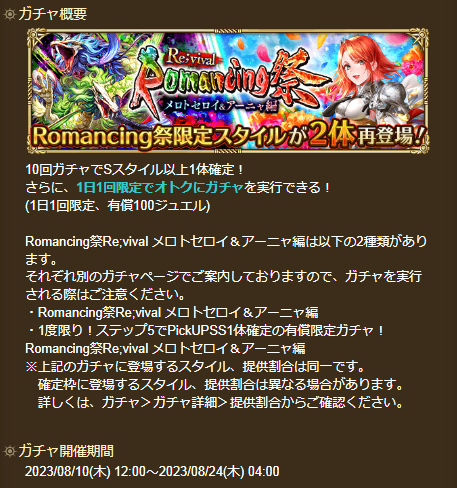 ガチャ概要
Re;vival
Romancing祭
メロトセロイ&アーニャ編
Romancing祭限定スタイルが2体再登場!
10回ガチャでSスタイル以上1体確定!
さらに、1日1回限定でオトクにガチャを実行できる!
(1日1回限定、有償100ジュエル)
Romancing祭Re;vival メロトセロイ&アーニャ編は以下の2種類があり
ます。
それぞれ別のガチャページでご案内しておりますので、ガチャを実行
される際はご注意ください。
・Romancing祭Re;vival メロトセロイ&アーニャ編
・1度限り!ステップ5でPickUPSS1体確定の有償限定ガチャ!
Romancing祭Re;vival メロトセロイ&アーニャ編
※上記のガチャに登場するスタイル、提供割合は同一です。
確定枠に登場するスタイル、提供割合は異なる場合があります。
詳しくは、ガチャ>ガチャ詳細>提供割合からご確認ください。
ガチャ開催期間
2023/08/10(木) 12:00~2023/08/24(木) 04:00